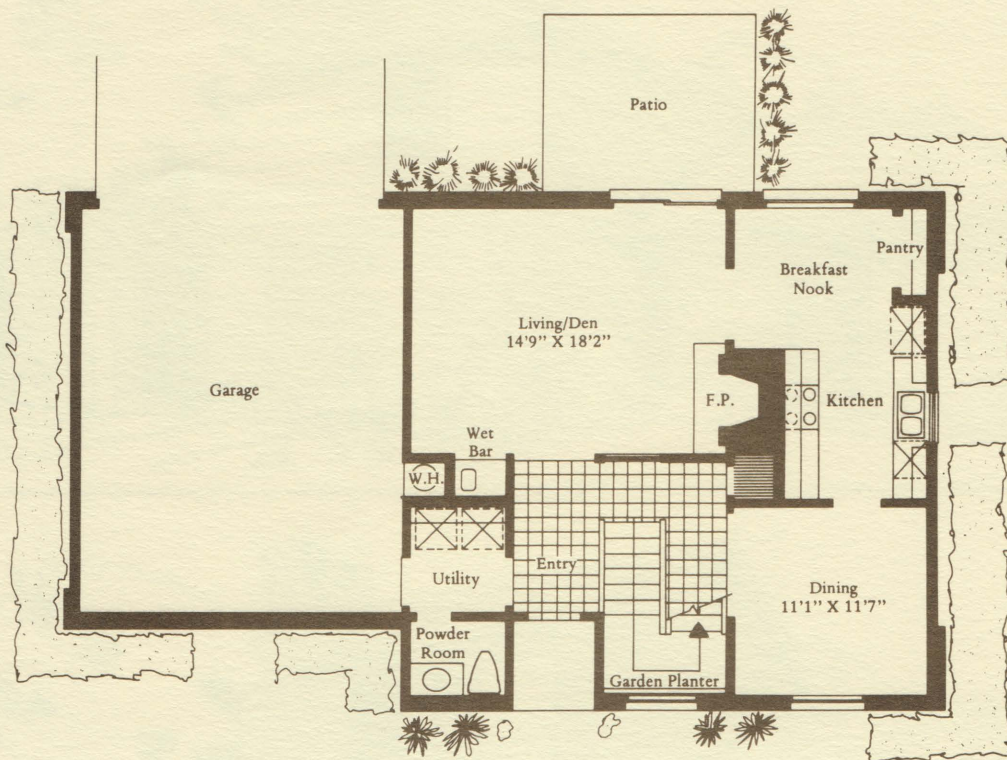 Patio
Pantry
Breakfast
Nook
Living/Den
14'9" X 18'2"
Garage
F.P.
Kitchen
Wet
Bar
W.H.
Entry
Utility
Dining
11'1" X 11'7"
Powder
Room
Garden Planter